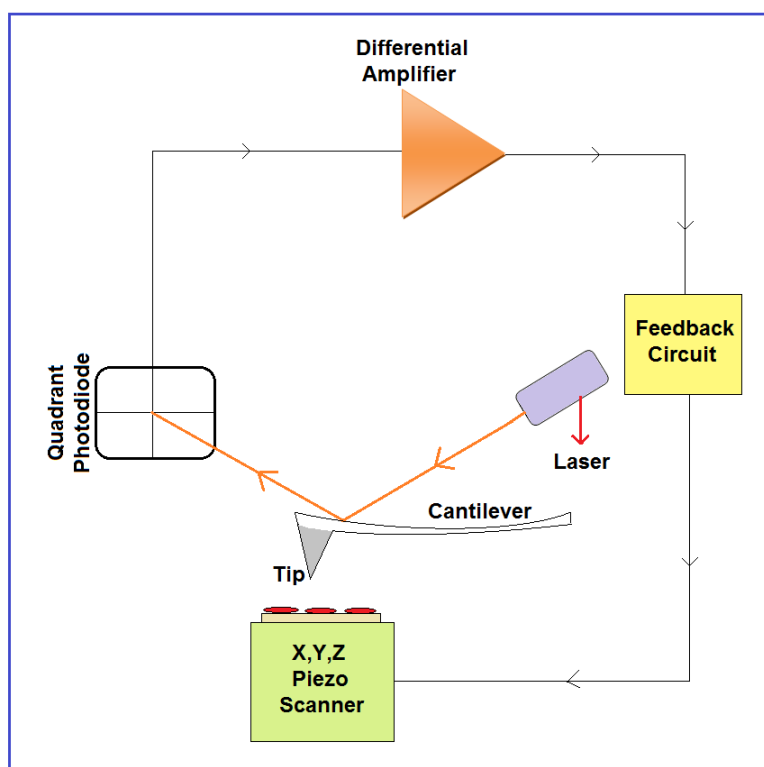 Differential
Amplifier
Feedback
Circuit
Quadrant
Photodiode
Laser
Cantilever
Tip
X,Y,Z
Piezo
Scanner